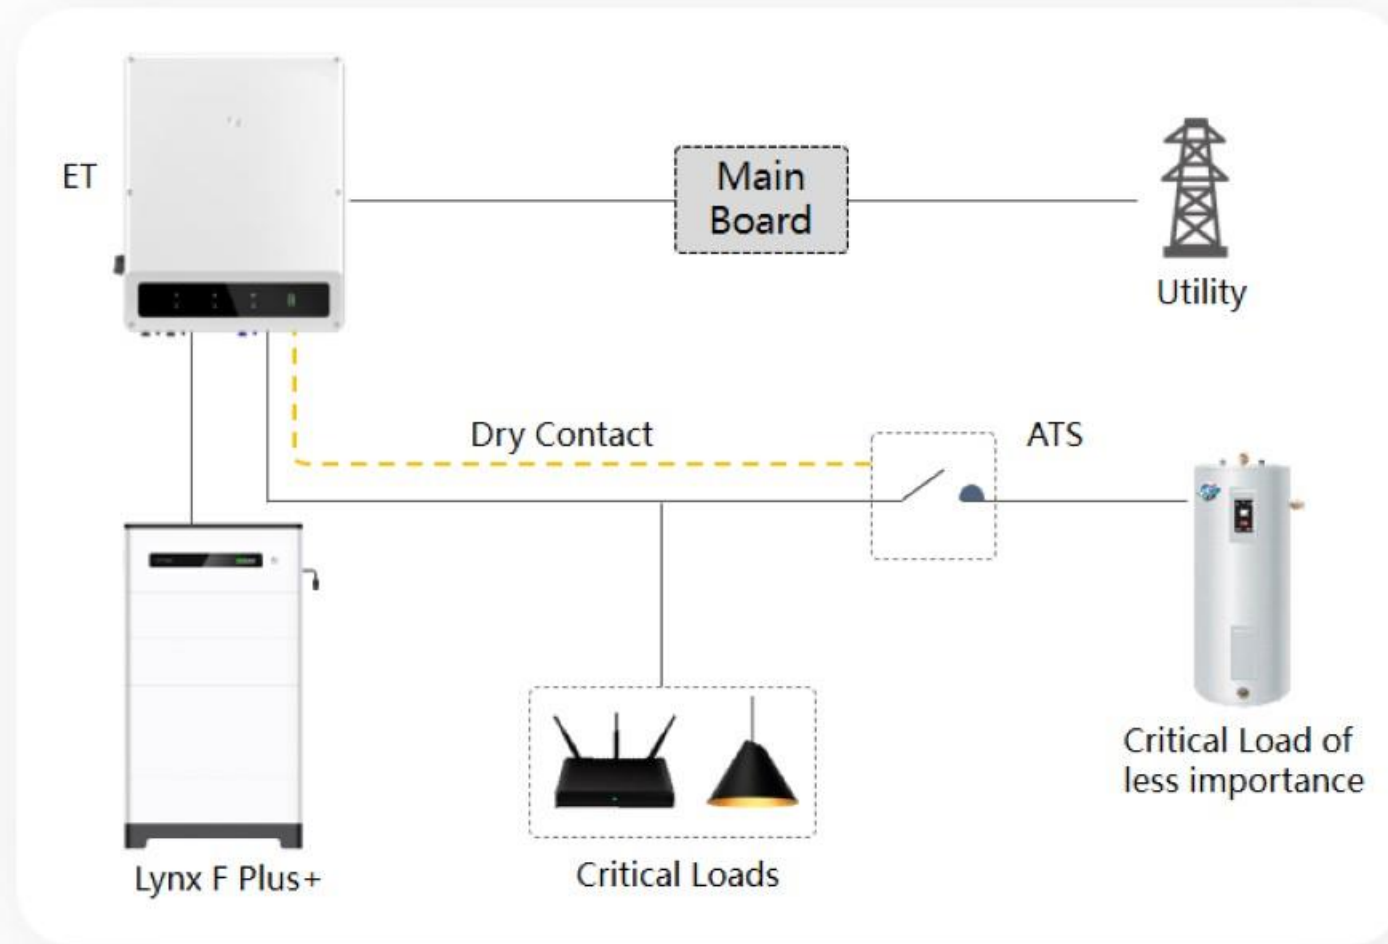 ET
Main
Board
Utility
Dry Contact
ATS
Critical Load of
less importance
Lynx F Plus+
Critical Loads